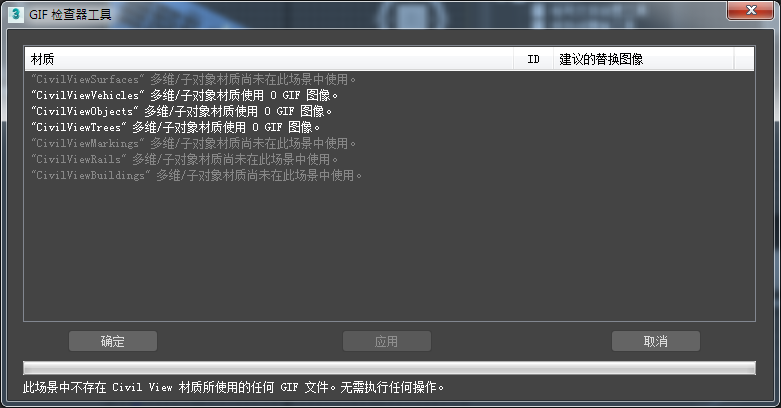 GIF 检查器工具
材质 ID 建议的替换图像
"CivilViewSurfaces" 多维/子对象材质尚未在此场景中使用。
"CivilViewVehicles" 多维/子对象材质使用 0 GIF 图像。
"CivilViewObjects" 多维/子对象材质使用 0 GIF 图像。
"CivilViewTrees" 多维/子对象材质使用 0 GIF 图像。
"CivilViewMarkings" 多维/子对象材质尚未在此场景中使用。
"CivilViewRails" 多维/子对象材质尚未在此场景中使用。
"CivilViewBuildings" 多维/子对象材质尚未在此场景中使用。
确定 应用 取消
此场景中不存在 Civil View 材质所使用的任何 GIF 文件。无需执行任何操作。